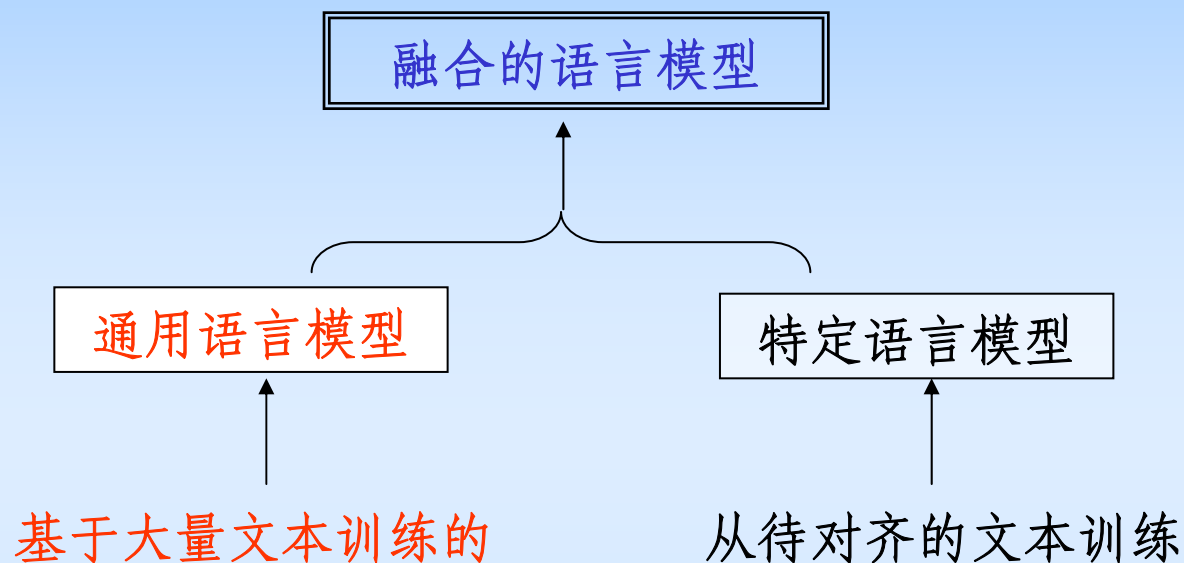 融合的语言模型
通用语言模型
特定语言模型
基于大量文本训练的
从待对齐的文本训练